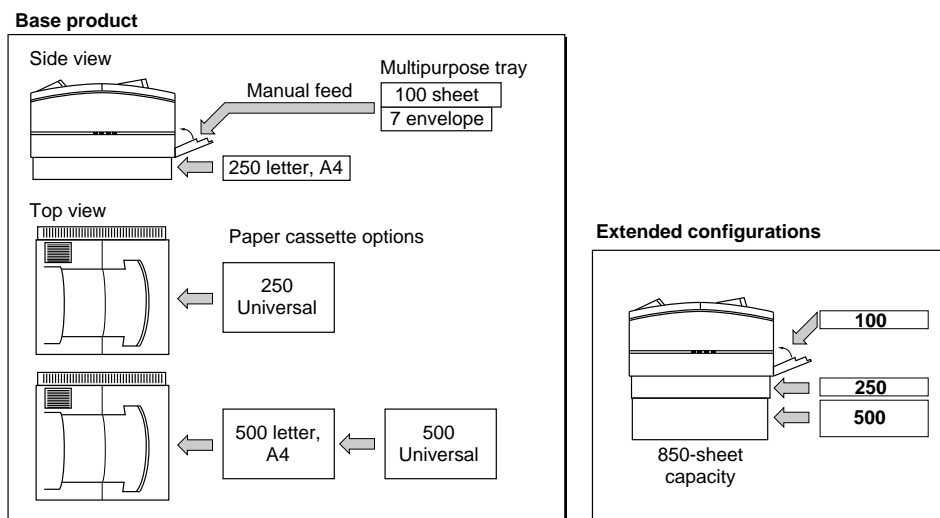 Base product
Side view
Manual feed
Multipurpose tray
100 sheet
7 envelope
250 letter, A4
Top view
Paper cassette options
250
Universal
500 letter,
A4
500
Universal
Extended configurations
100
250
500
850-sheet
capacity